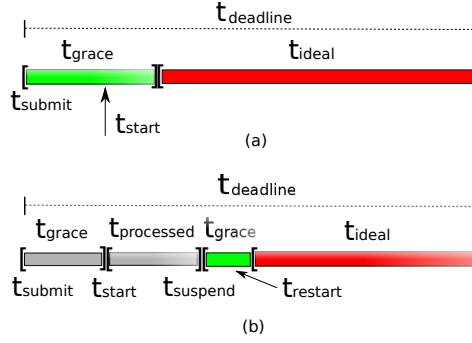 tdeadline
tgrace tideal
tsubmit
tstart
(a)
tdeadline
tgrace tprocessed tgrace tideal
tsubmit tstart tsuspend trestart
(b)